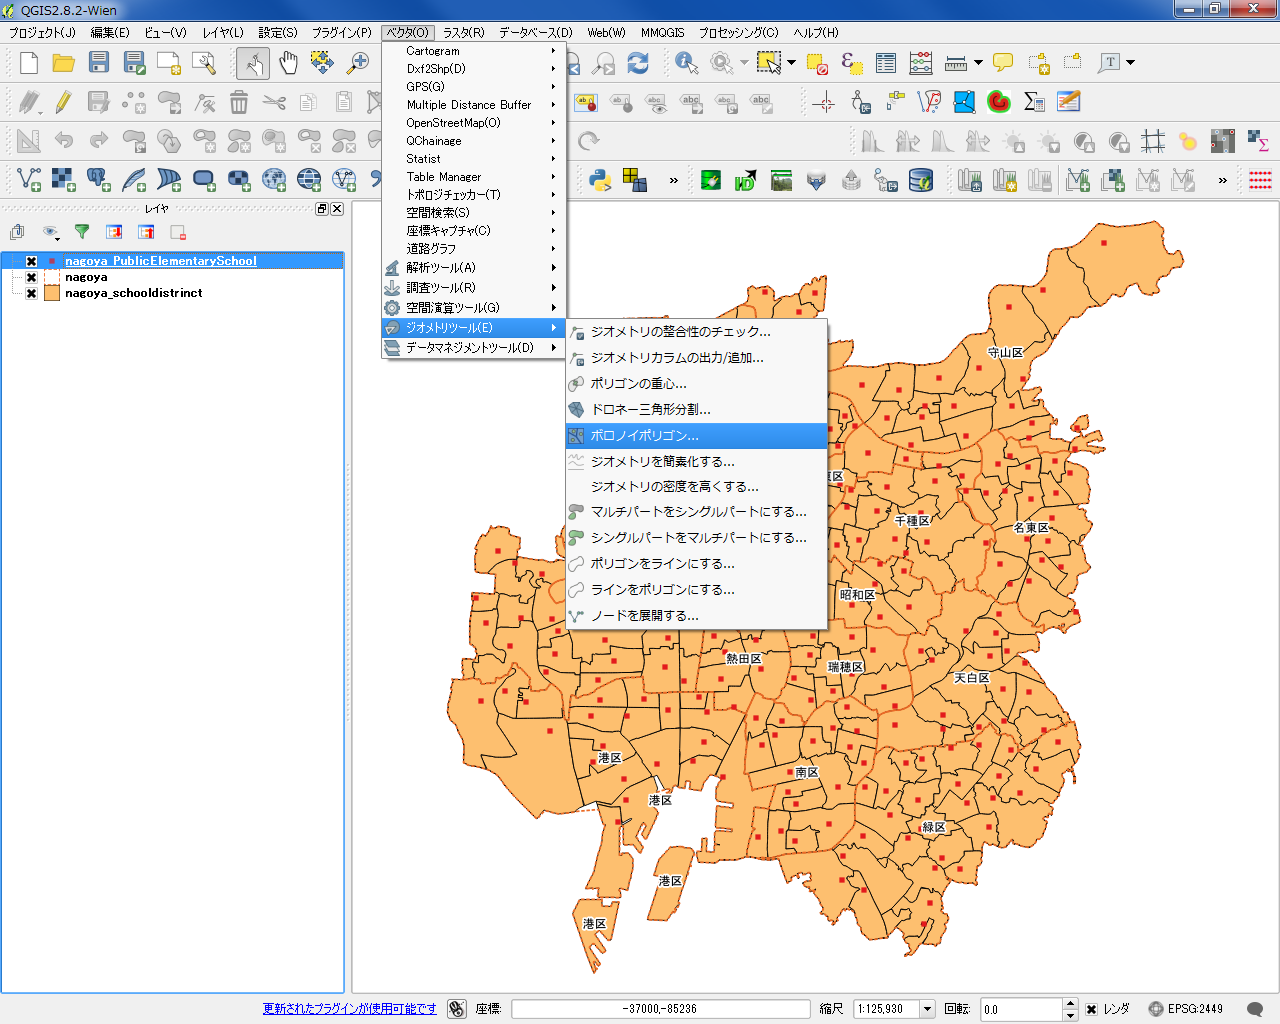 QGIS2.8.2-Wien
プロジェクト(J) 編集(E) ビュー(V) レイヤ(L) 設定(S) プラグイン(P) ベクタ(O) ラスタ(R) データベース(D) Web(W) MMQGIS プロセッシング(C) ヘルプ(H)
Cartogram
Dxf2Shp(D)
GPS(G)
Multiple Distance Buffer
OpenStreetMap(O)
QChainage
Statist
Table Manager
トポロジチェッカー(T)
空間検索(S)
座標キャプチャ(C)
道路グラフ
解析ツール(A)
調査ツール(R)
空間演算ツール(G)
ジオメトリツール(E)
データマネジメントツール(D)
ジオメトリの整合性のチェック...
ジオメトリカラムの出力/追加...
ポリゴンの重心...
ドロネー三角形分割...
ボロノイポリゴン...
ジオメトリを簡素化する...
ジオメトリの密度を高くする...
マルチパートをシングルパートにする...
シングルパートをマルチパートにする...
ポリゴンをラインにする...
ラインをポリゴンにする...
ノードを展開する...
レイヤ
nagoya_PublicElementarySchool
nagoya
nagoya_schooldistrinct
守山区
東区
千種区
名東区
昭和区
熱田区
瑞穂区
天白区
港区
南区
港区
緑区
港区
港区
更新されたプラグインが使用可能です 座標: -37000,-85236 縮尺 1:125,930 回転: 0.0 レンダ EPSG:2449